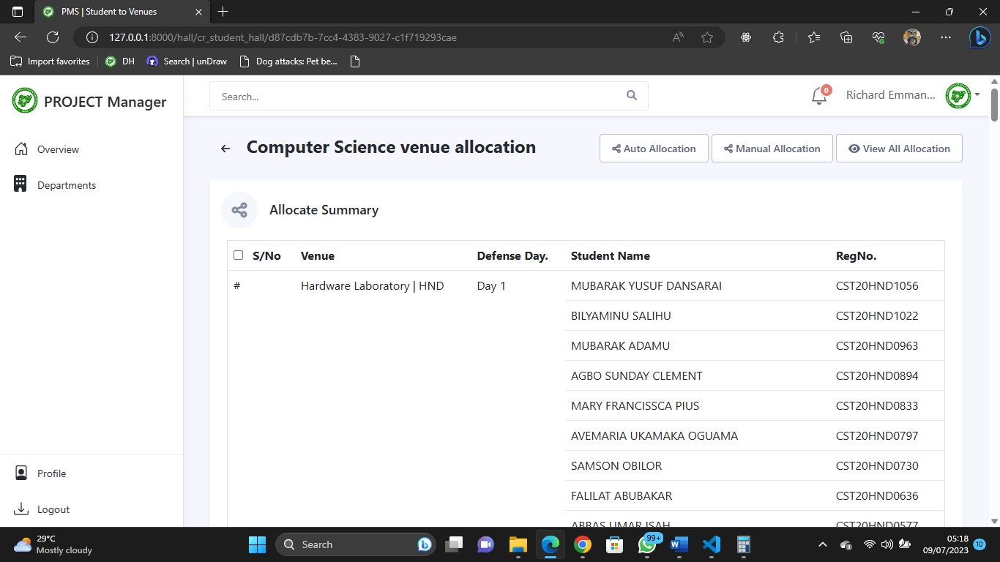 PMS | Student to Venues
127.0.0.1:8000/hall/cr_student_hall/d87cdb7b-7cc4-4383-9027-c1f719293cae
Import favorites DH Search | unDraw Dog attacks: Pet be...
PROJECT Manager
Search...
0
Richard Emman...
Overview
Departments
Computer Science venue allocation
Auto Allocation Manual Allocation View All Allocation
Allocate Summary
S/No Venue Defense Day. Student Name RegNo.
# Hardware Laboratory | HND Day 1 MUBARAK YUSUF DANSARAI CST20HND1056
BILYAMINU SALIHU CST20HND1022
MUBARAK ADAMU CST20HND0963
AGBO SUNDAY CLEMENT CST20HND0894
MARY FRANCISSCA PIUS CST20HND0833
AVEMARIA UKAMAKA OGUAMA CST20HND0797
SAMSON OBILOR CST20HND0730
FALILAT ABUBAKAR CST20HND0636
ABBAS UMAR ISAH CST20HND0577
Profile
Logout
29°C
Mostly cloudy
Search
99+
05:18
09/07/2023
10